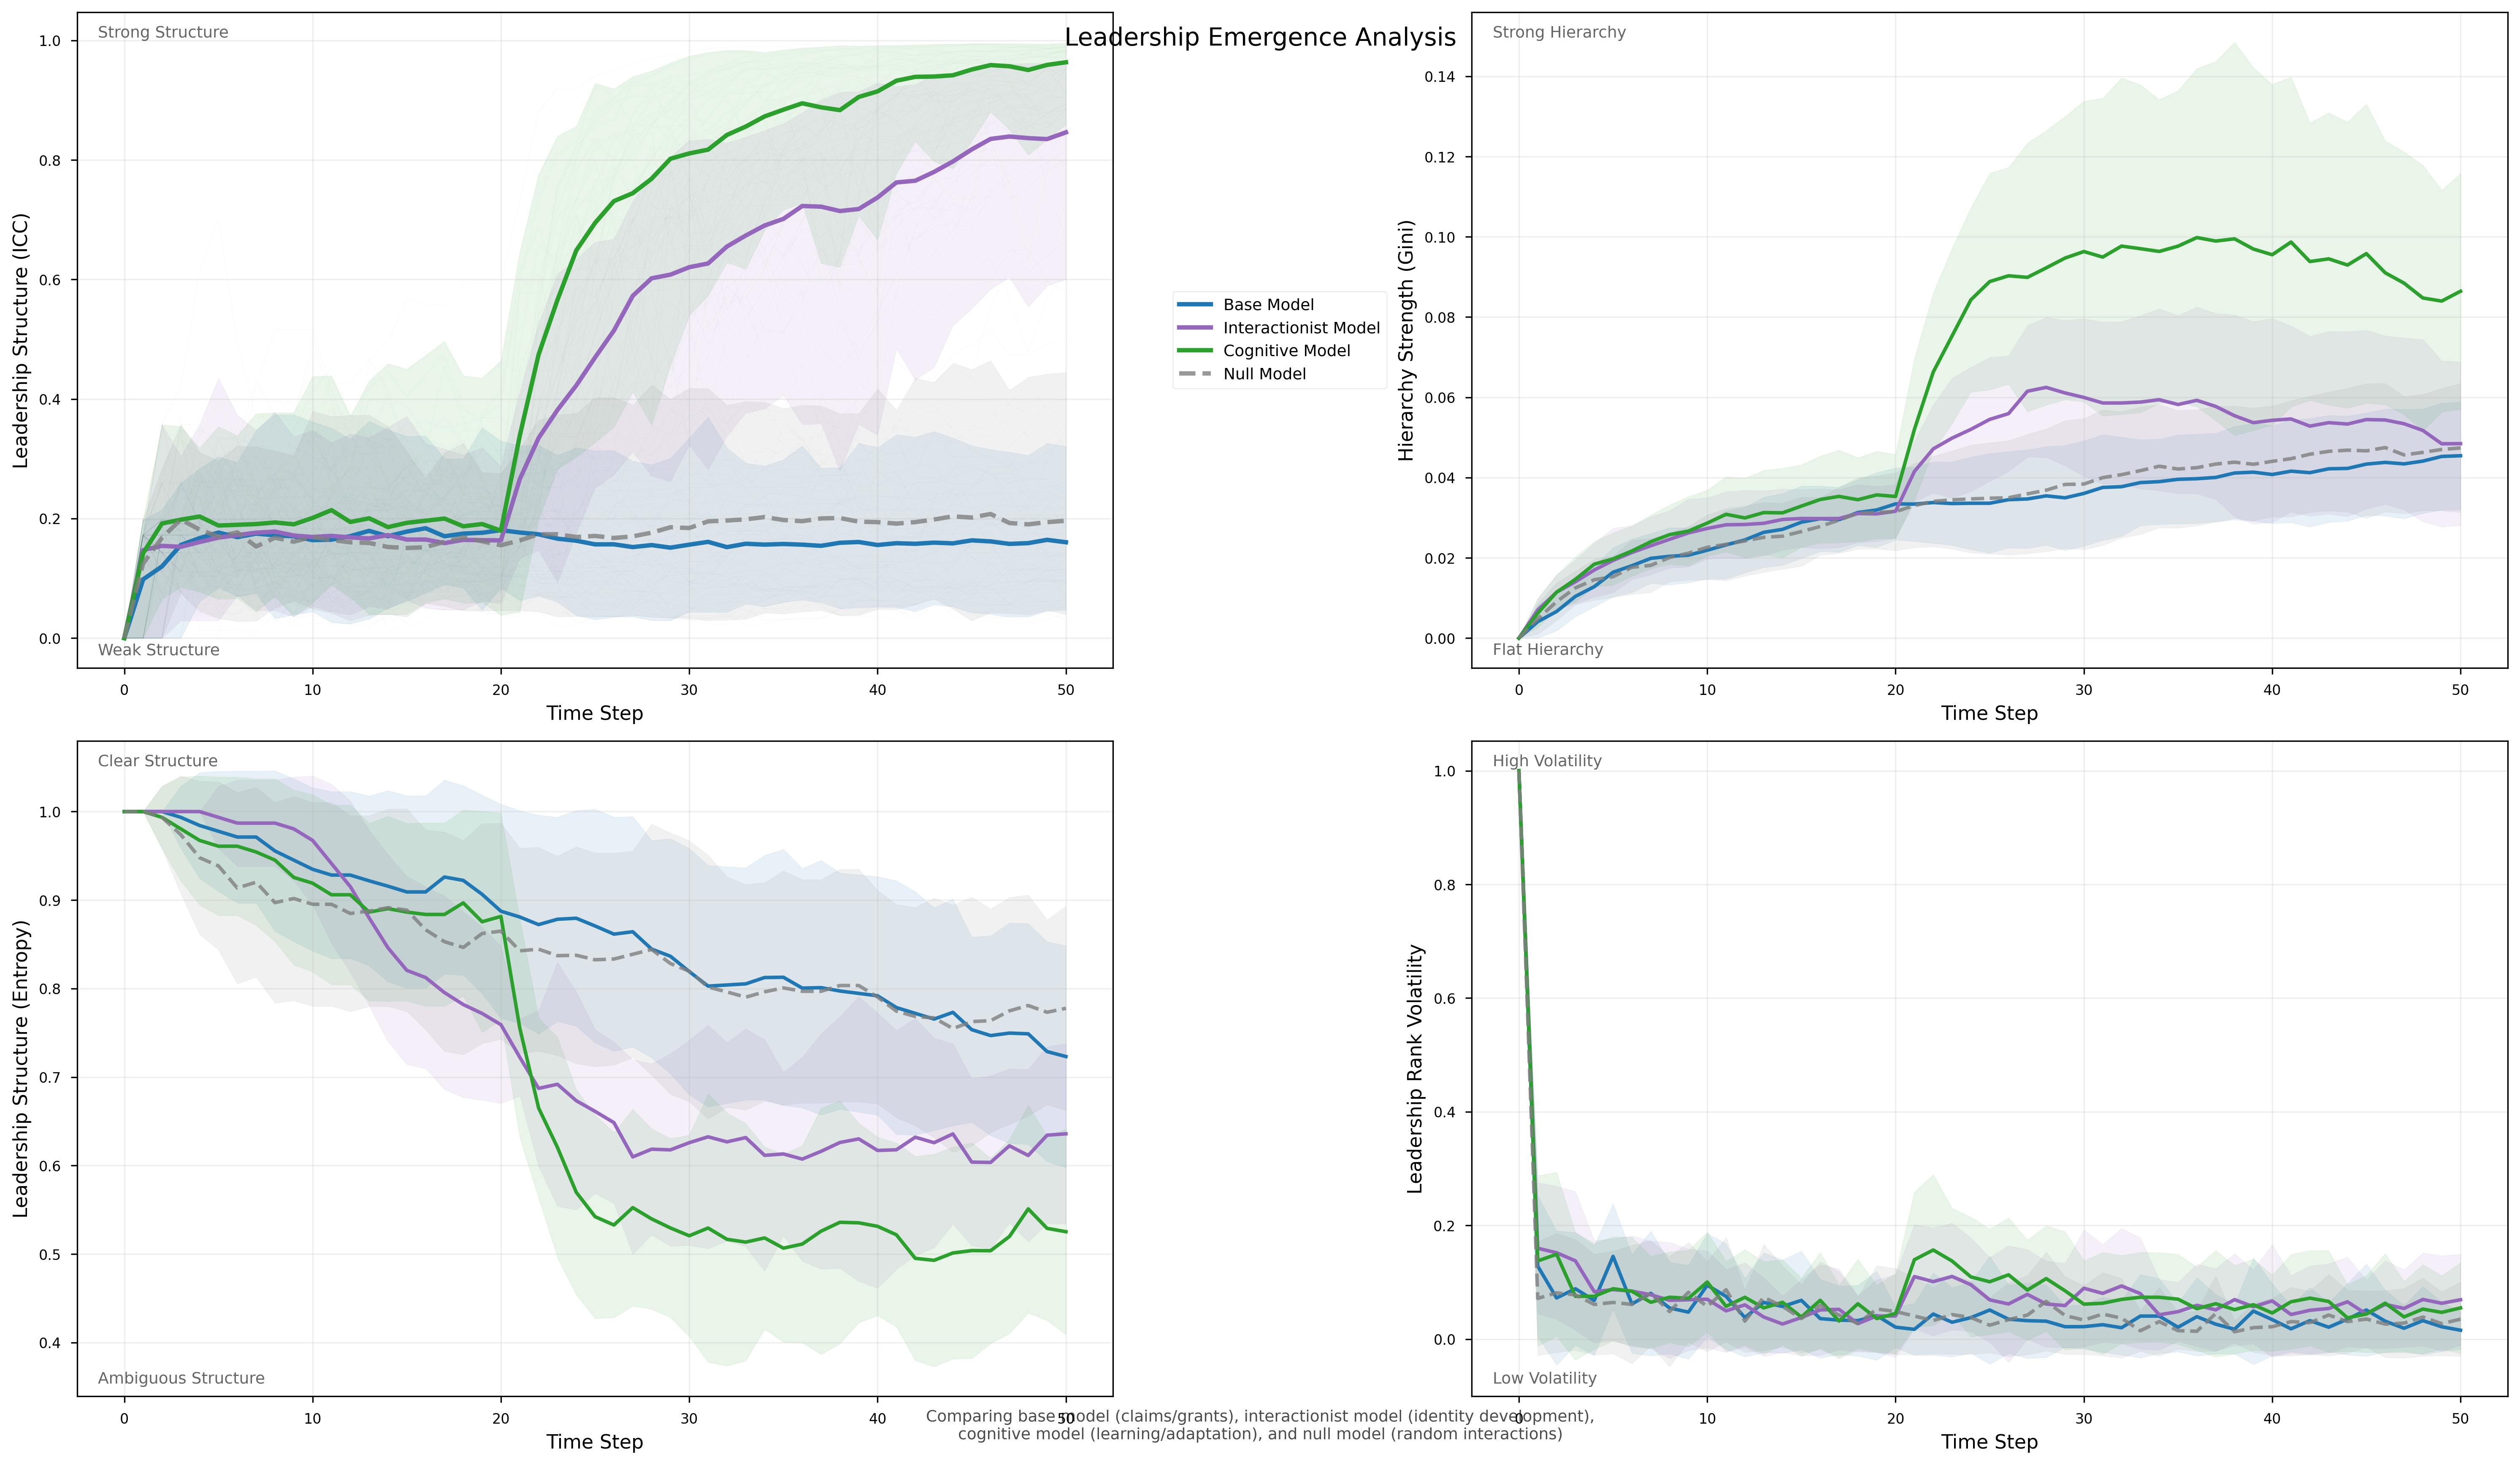 Leadership Emergence Analysis
Strong Structure
Weak Structure
Leadership Structure (ICC)
1.0
0.8
0.6
0.4
0.2
0.0
0
10
20
30
40
50
Time Step
Base Model
Interactionist Model
Cognitive Model
Null Model
Strong Hierarchy
Flat Hierarchy
Hierarchy Strength (Gini)
0.14
0.12
0.10
0.08
0.06
0.04
0.02
0.00
0
10
20
30
40
50
Time Step
Clear Structure
Ambiguous Structure
Leadership Structure (Entropy)
1.0
0.9
0.8
0.7
0.6
0.5
0.4
0
10
20
30
40
50
Time Step
High Volatility
Low Volatility
Leadership Rank Volatility
1.0
0.8
0.6
0.4
0.2
0.0
0
10
20
30
40
50
Time Step
Comparing base model (claims/grants), interactionist model (identity development),
cognitive model (learning/adaptation), and null model (random interactions)